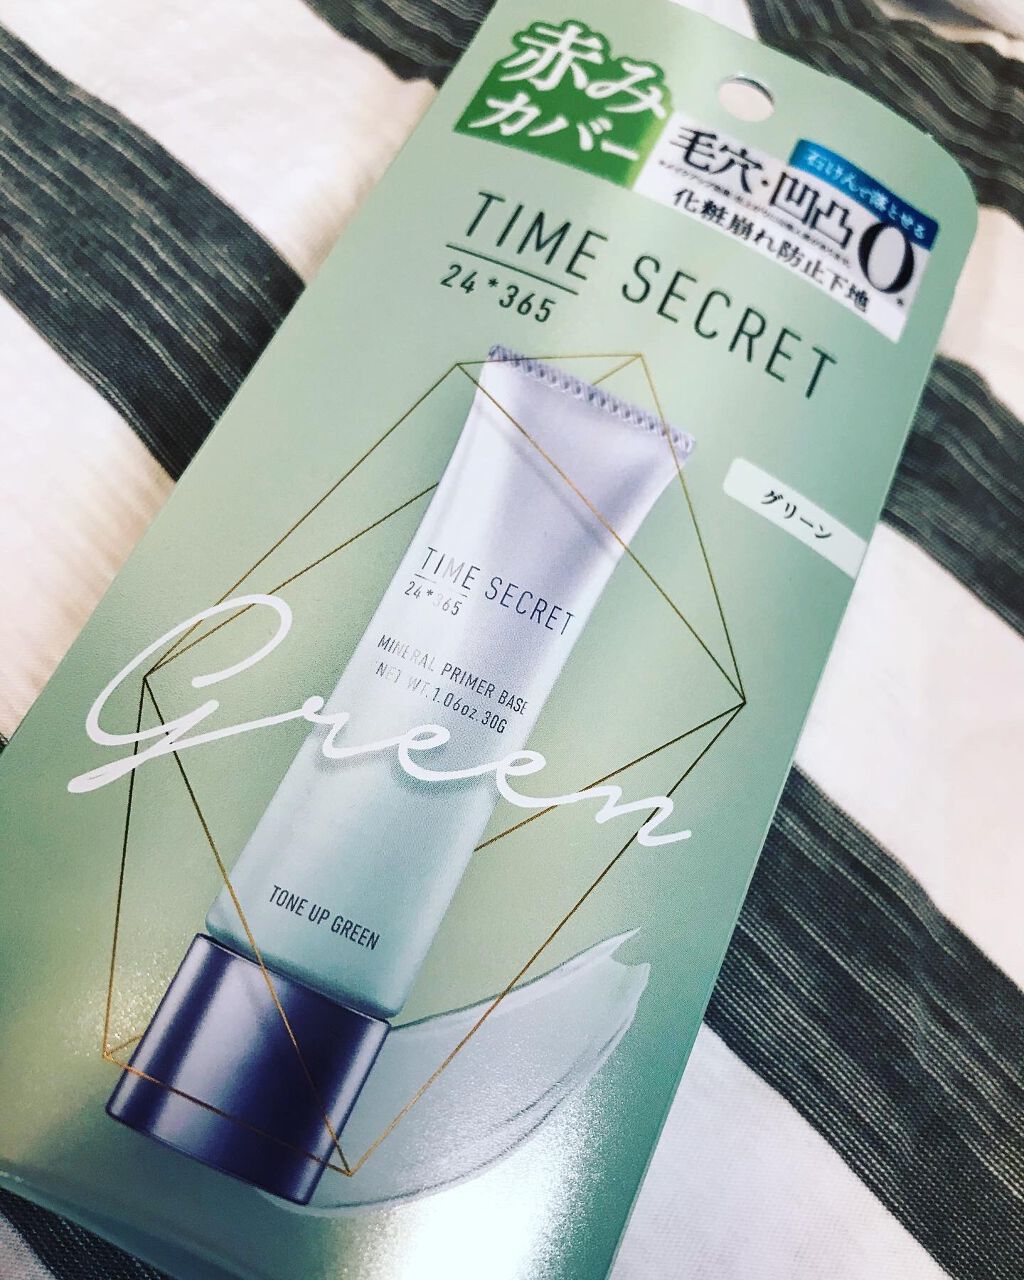 赤み
カバー
石けんで落とせる
毛穴・凹凸0
化粧崩れ防止下地
TIME SECRET
24*365
グリーン
TIME SECRET
24*365
MINERAL PRIMER BASE
NET WT.1.06oz.30G
Green
TONE UP GREEN